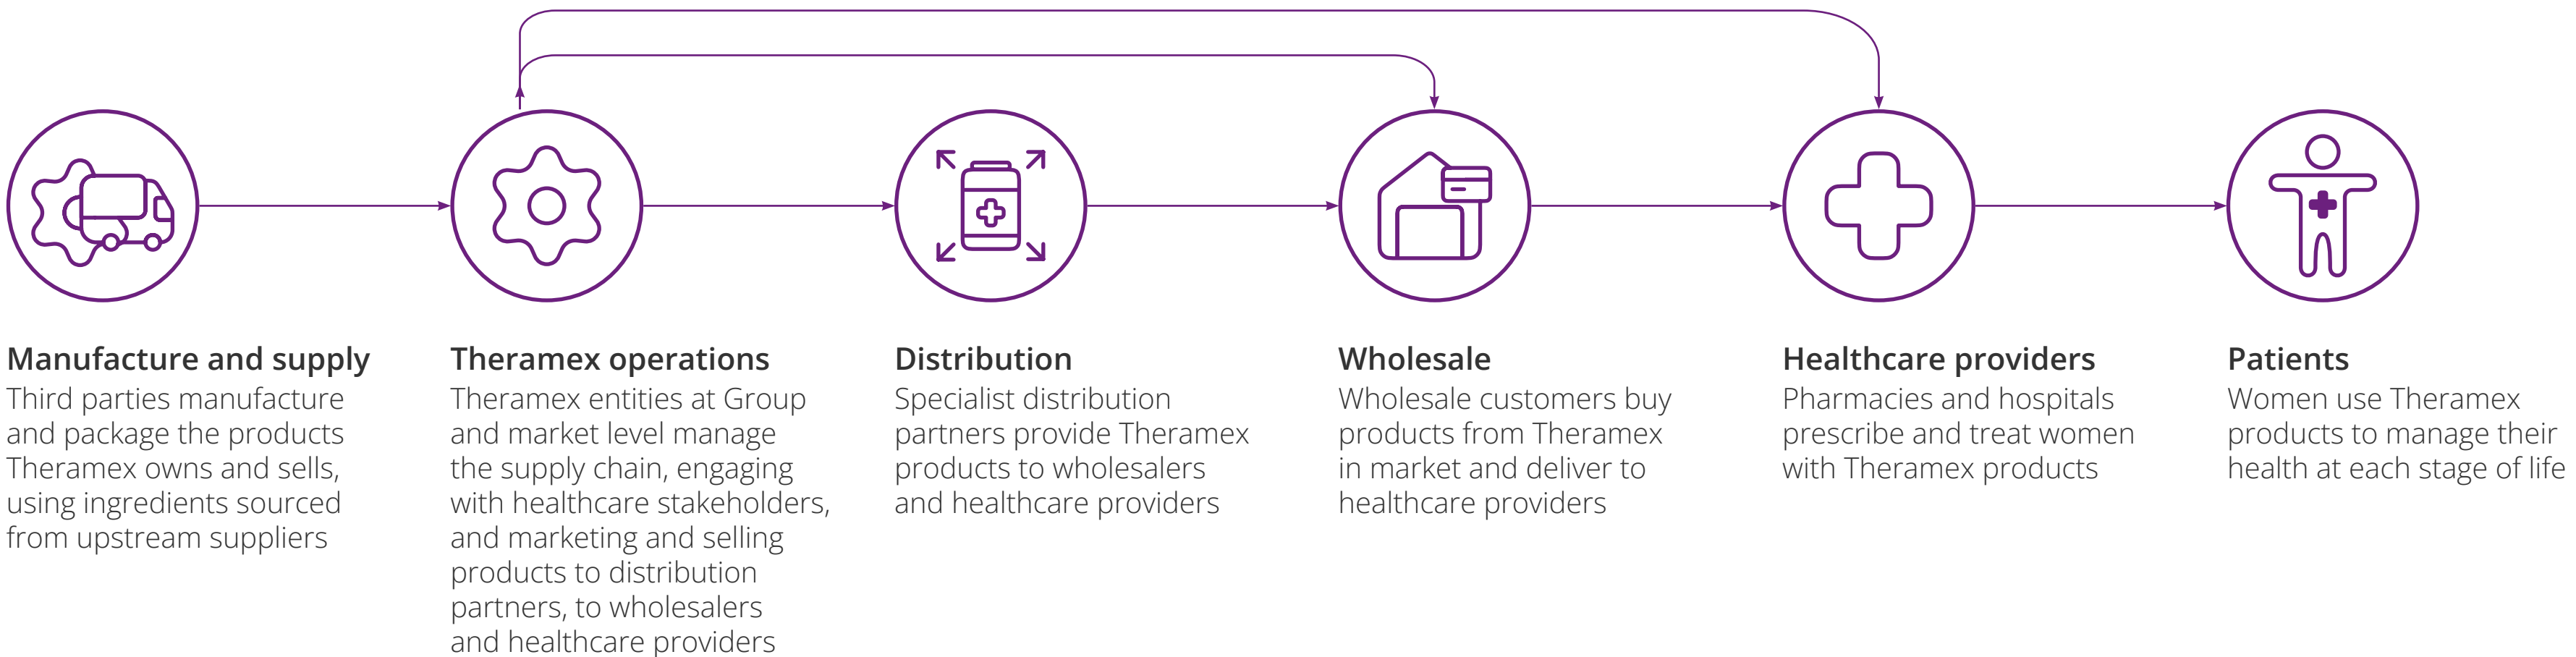 Manufacture and supply
Third parties manufacture
and package the products
Theramex owns and sells,
using ingredients sourced
from upstream suppliers
Theramex operations
Theramex entities at Group
and market level manage
the supply chain, engaging
with healthcare stakeholders,
and marketing and selling
products to distribution
partners, to wholesalers
and healthcare providers
Distribution
Specialist distribution
partners provide Theramex
products to wholesalers
and healthcare providers
Wholesale
Wholesale customers buy
products from Theramex
in market and deliver to
healthcare providers
Healthcare providers
Pharmacies and hospitals
prescribe and treat women
with Theramex products
Patients
Women use Theramex
products to manage their
health at each stage of life